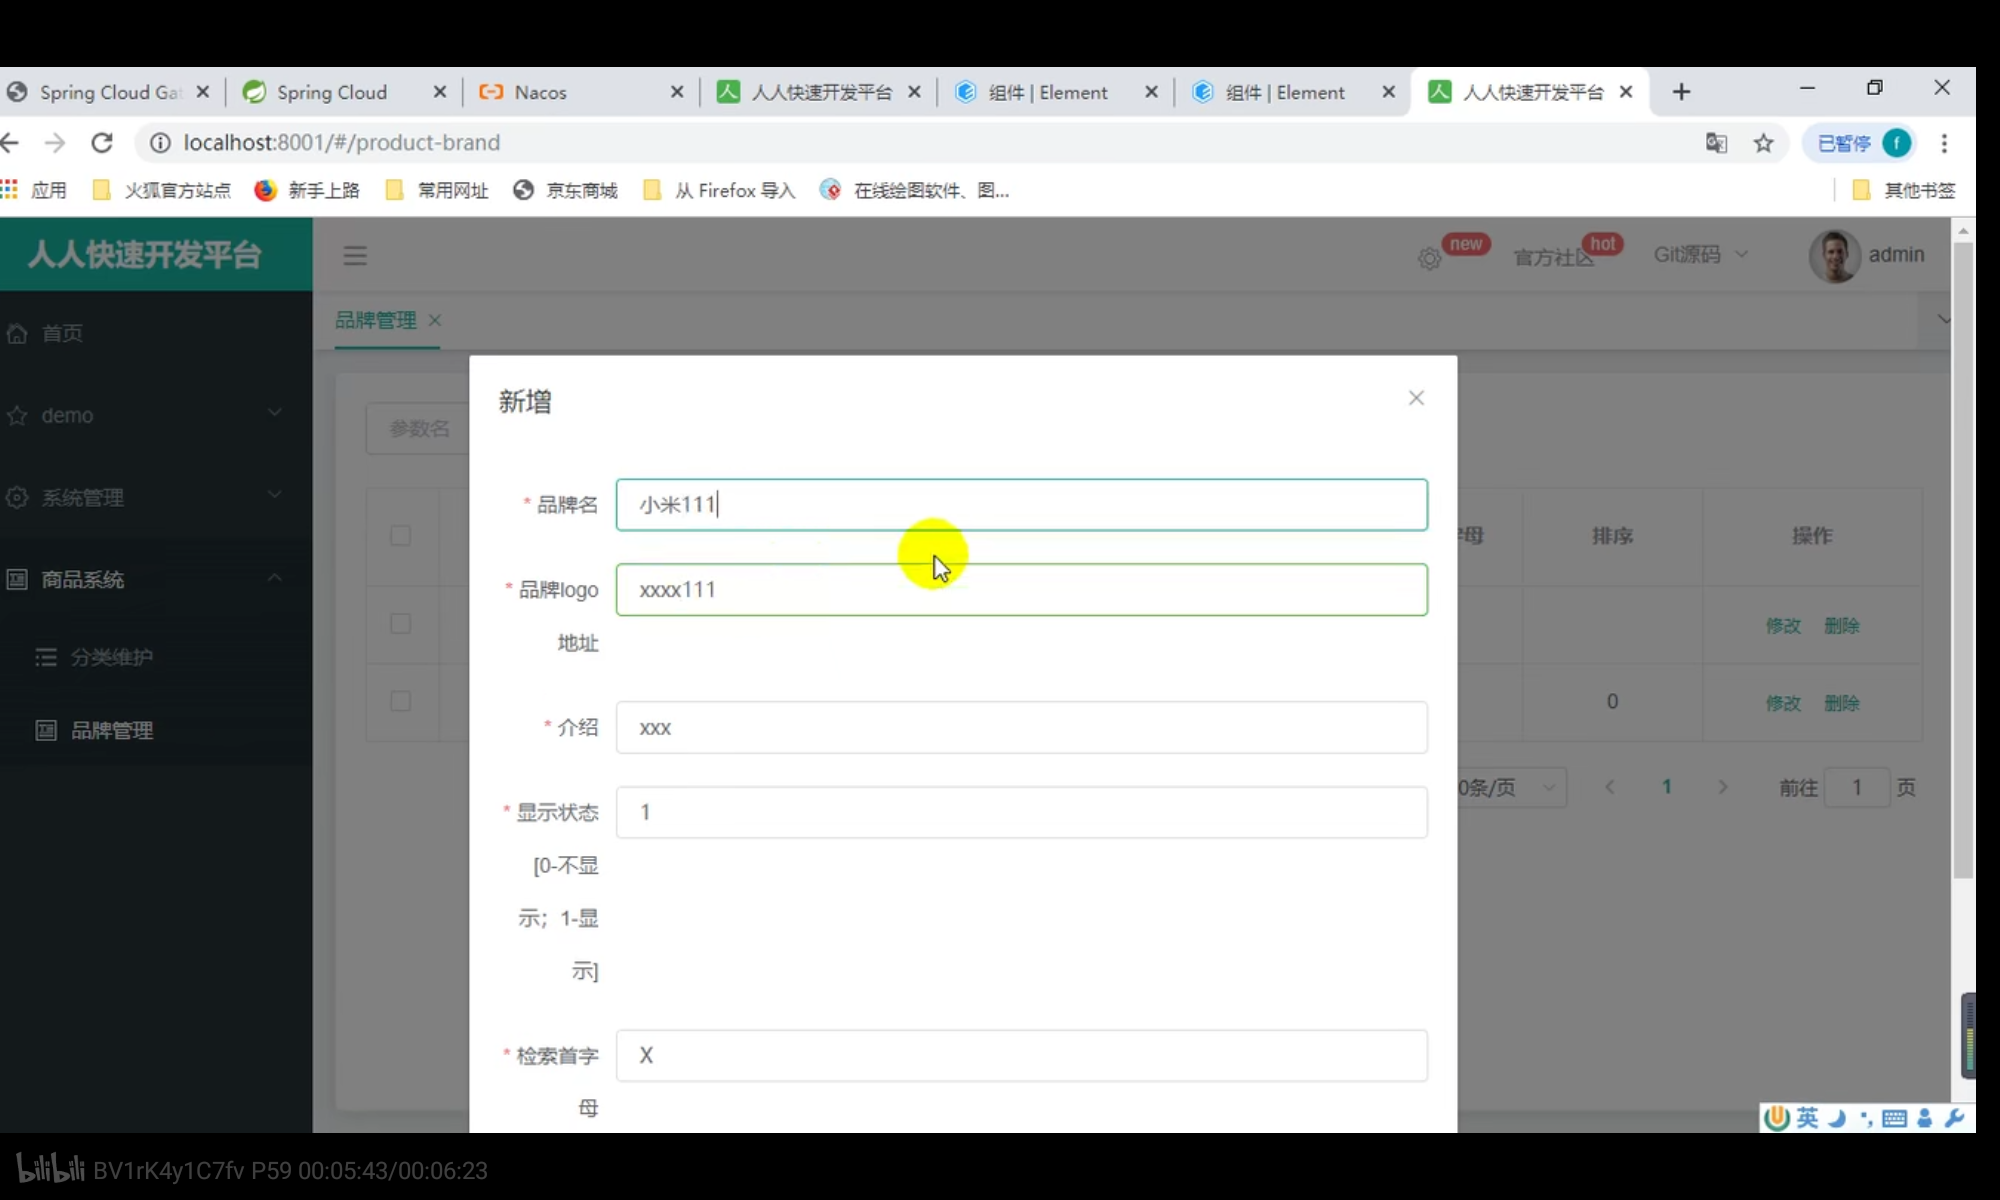 Spring Cloud Gat
Spring Cloud
Nacos
人人快速开发平台
组件 | Element
组件 | Element
人人快速开发平台
localhost:8001/#/product-brand
已暂停
f
应用
火狐官方站点
新手上路
常用网址
京东商城
从 Firefox 导入
在线绘图软件、图...
其他书签
人人快速开发平台
new
官方社区
hot
Git源码
admin
首页
demo
系统管理
商品系统
分类维护
品牌管理
品牌管理
参数名
新增
* 品牌名
小米111
* 品牌logo
地址
xxxx111
* 介绍
xxx
* 显示状态
[0-不显
示；1-显
示]
1
* 检索首字
母
X
母
排序
操作
修改 删除
0
修改 删除
0条/页
1
前往 1 页
英
bilibili BV1rK4y1C7fv P59 00:05:43/00:06:23